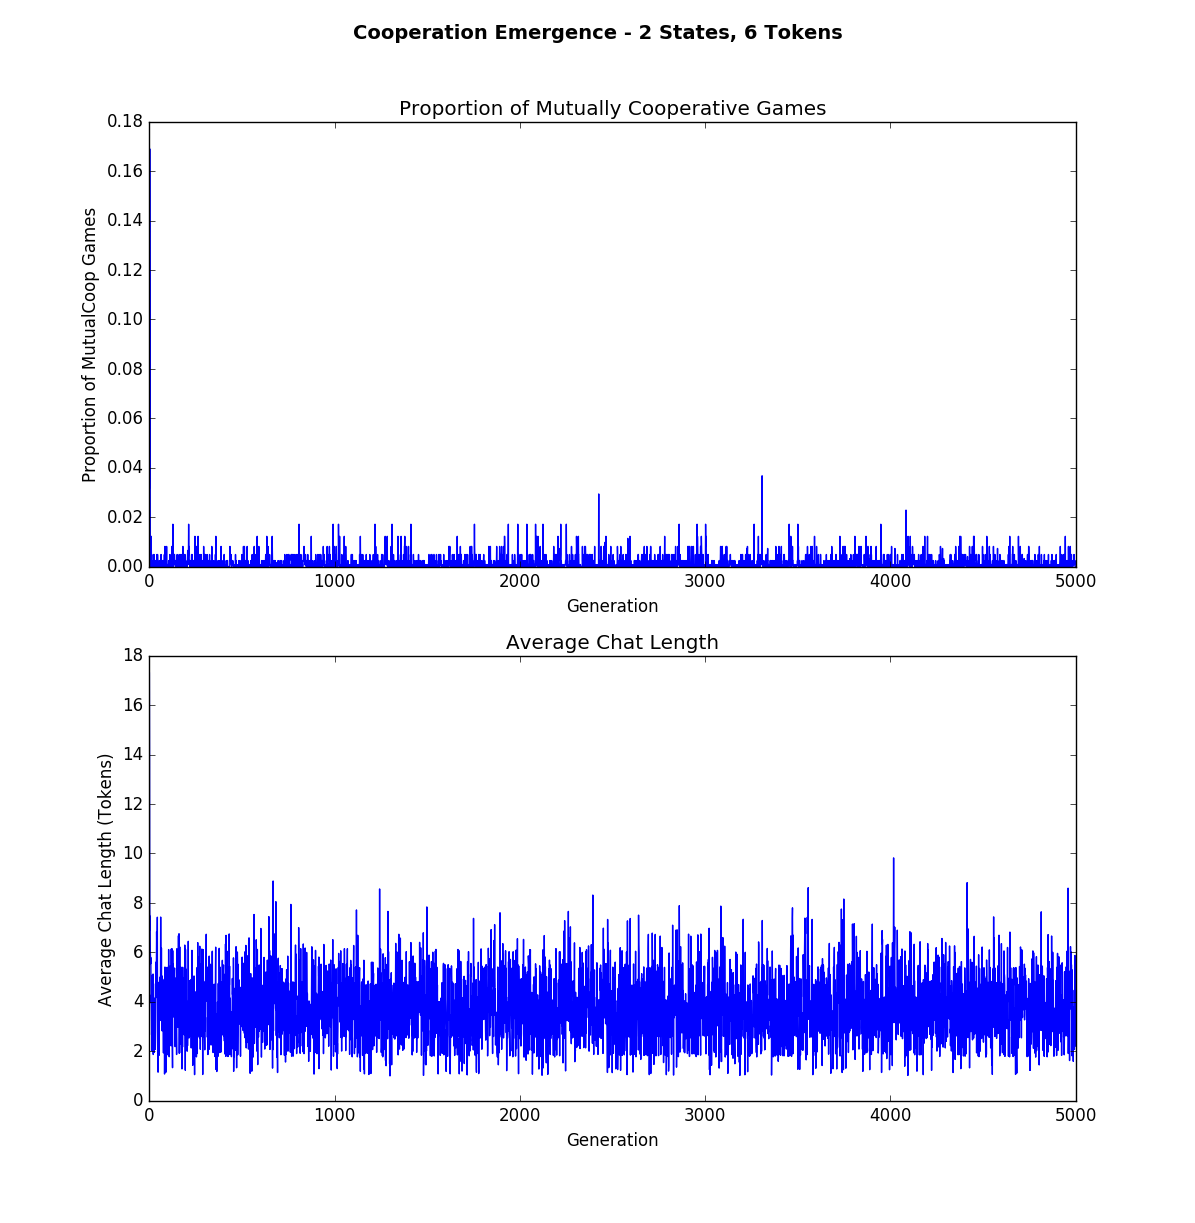 Cooperation Emergence - 2 States, 6 Tokens
Proportion of Mutually Cooperative Games
Proportion of MutualCoop Games
0.18
0.16
0.14
0.12
0.10
0.08
0.06
0.04
0.02
0.00
0 1000 2000 3000 4000 5000
Generation
Average Chat Length
Average Chat Length (Tokens)
18
16
14
12
10
8
6
4
2
0
0 1000 2000 3000 4000 5000
Generation